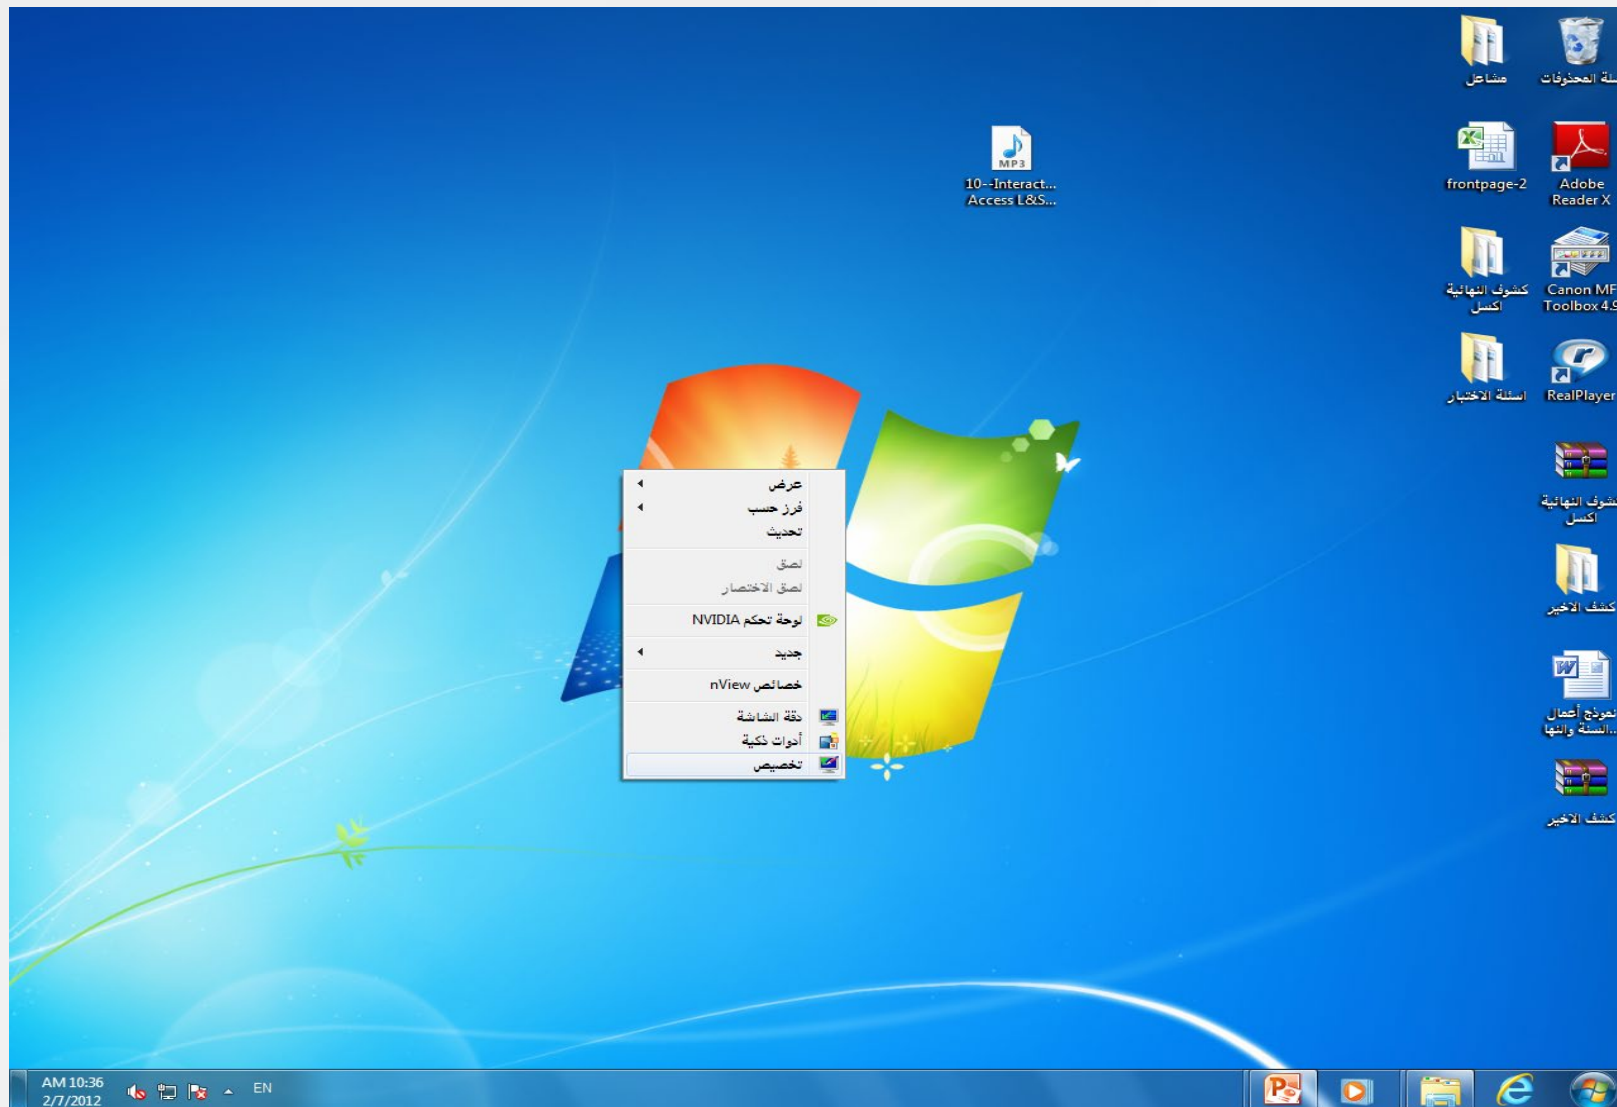 سلة المحذوفات
مشاعل
Adobe
Reader X
frontpage-2
Canon MF
Toolbox 4.9
كشوف النهائية
اكسل
RealPlayer
اسئلة الاختبار
كشوف النهائية
اكسل
كشف الاخير
نموذج أعمال
السنة والنها...
كشف الاخير
MP3
10--Interact...
Access L&S...
عرض
فرز حسب
تحديث
لصق
لصق الاختصار
لوحة تحكم NVIDIA
جديد
خصائص nView
دقة الشاشة
أدوات ذكية
تخصيص
AM 10:36
2/7/2012
EN